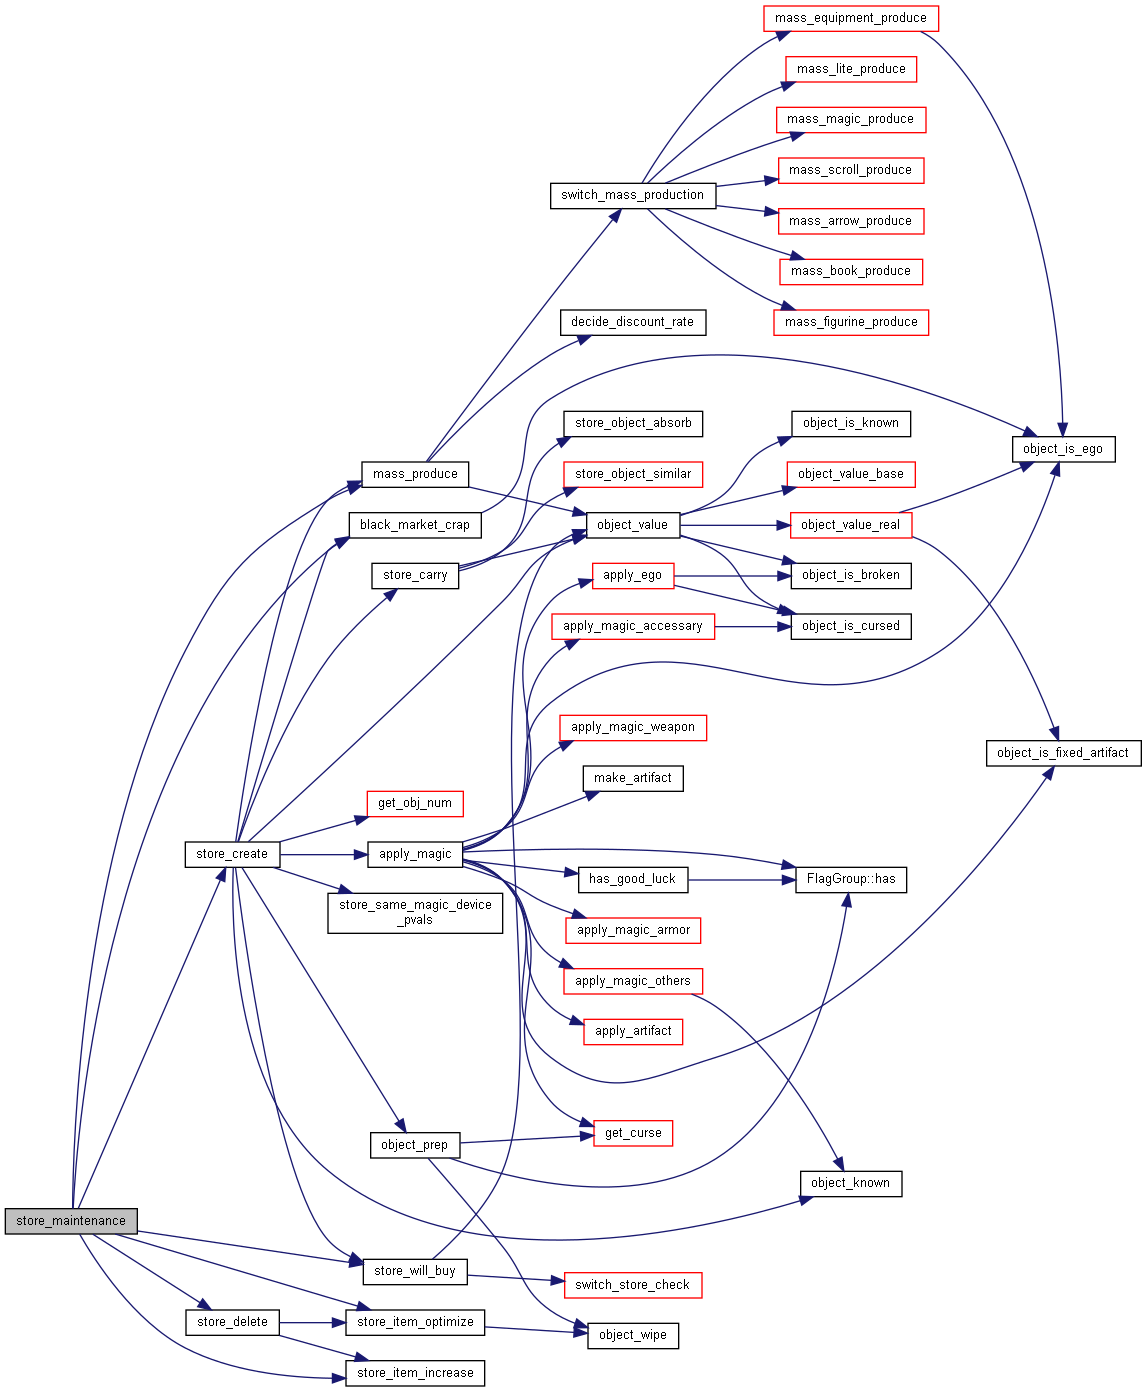 mass_equipment_produce
mass_lite_produce
mass_magic_produce
mass_scroll_produce
switch_mass_production
mass_arrow_produce
mass_book_produce
decide_discount_rate
mass_figurine_produce
store_object_absorb
object_is_known
object_is_ego
mass_produce
store_object_similar
object_value_base
black_market_crap
object_value
object_value_real
store_carry
apply_ego
object_is_broken
apply_magic_accessary
object_is_cursed
apply_magic_weapon
object_is_fixed_artifact
make_artifact
get_obj_num
store_create
apply_magic
has_good_luck
FlagGroup::has
store_same_magic_device
_pvals
apply_magic_armor
apply_magic_others
apply_artifact
get_curse
object_prep
object_known
store_maintenance
store_will_buy
switch_store_check
store_delete
store_item_optimize
object_wipe
store_item_increase